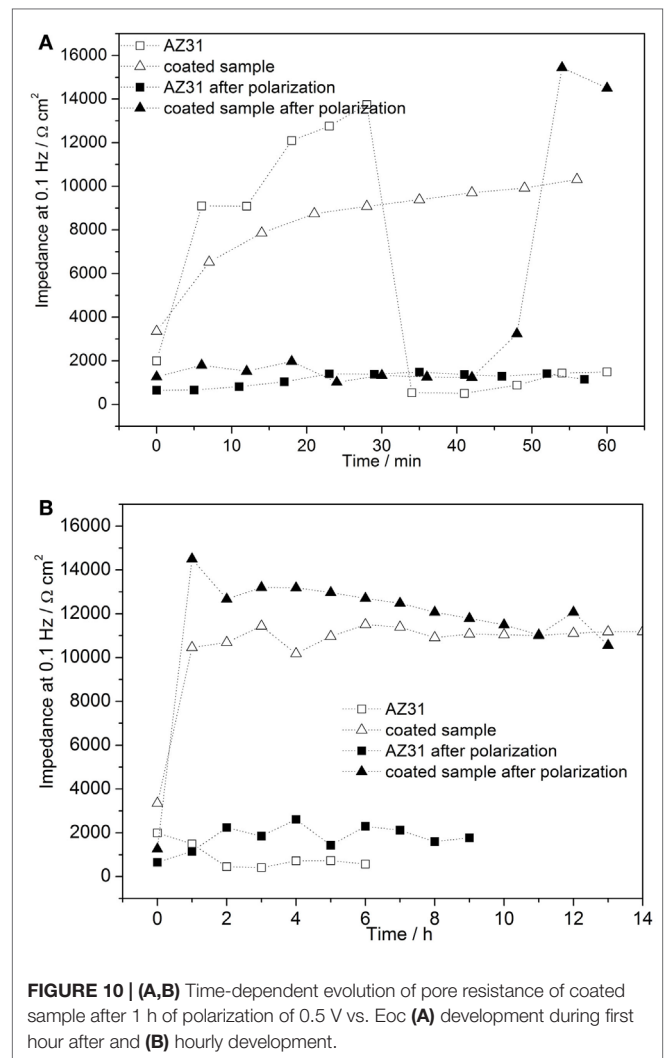 A
16000
14000
12000
10000
8000
6000
4000
2000
0
Impedance at 0.1 Hz / Ω cm²
AZ31
coated sample
AZ31 after polarization
coated sample after polarization
0 10 20 30 40 50 60
Time / min
B
16000
14000
12000
10000
8000
6000
4000
2000
0
Impedance at 0.1 Hz / Ω cm²
AZ31
coated sample
AZ31 after polarization
coated sample after polarization
0 2 4 6 8 10 12 14
Time / h
FIGURE 10 | (A,B) Time-dependent evolution of pore resistance of coated
sample after 1 h of polarization of 0.5 V vs. Eoc (A) development during first
hour after and (B) hourly development.